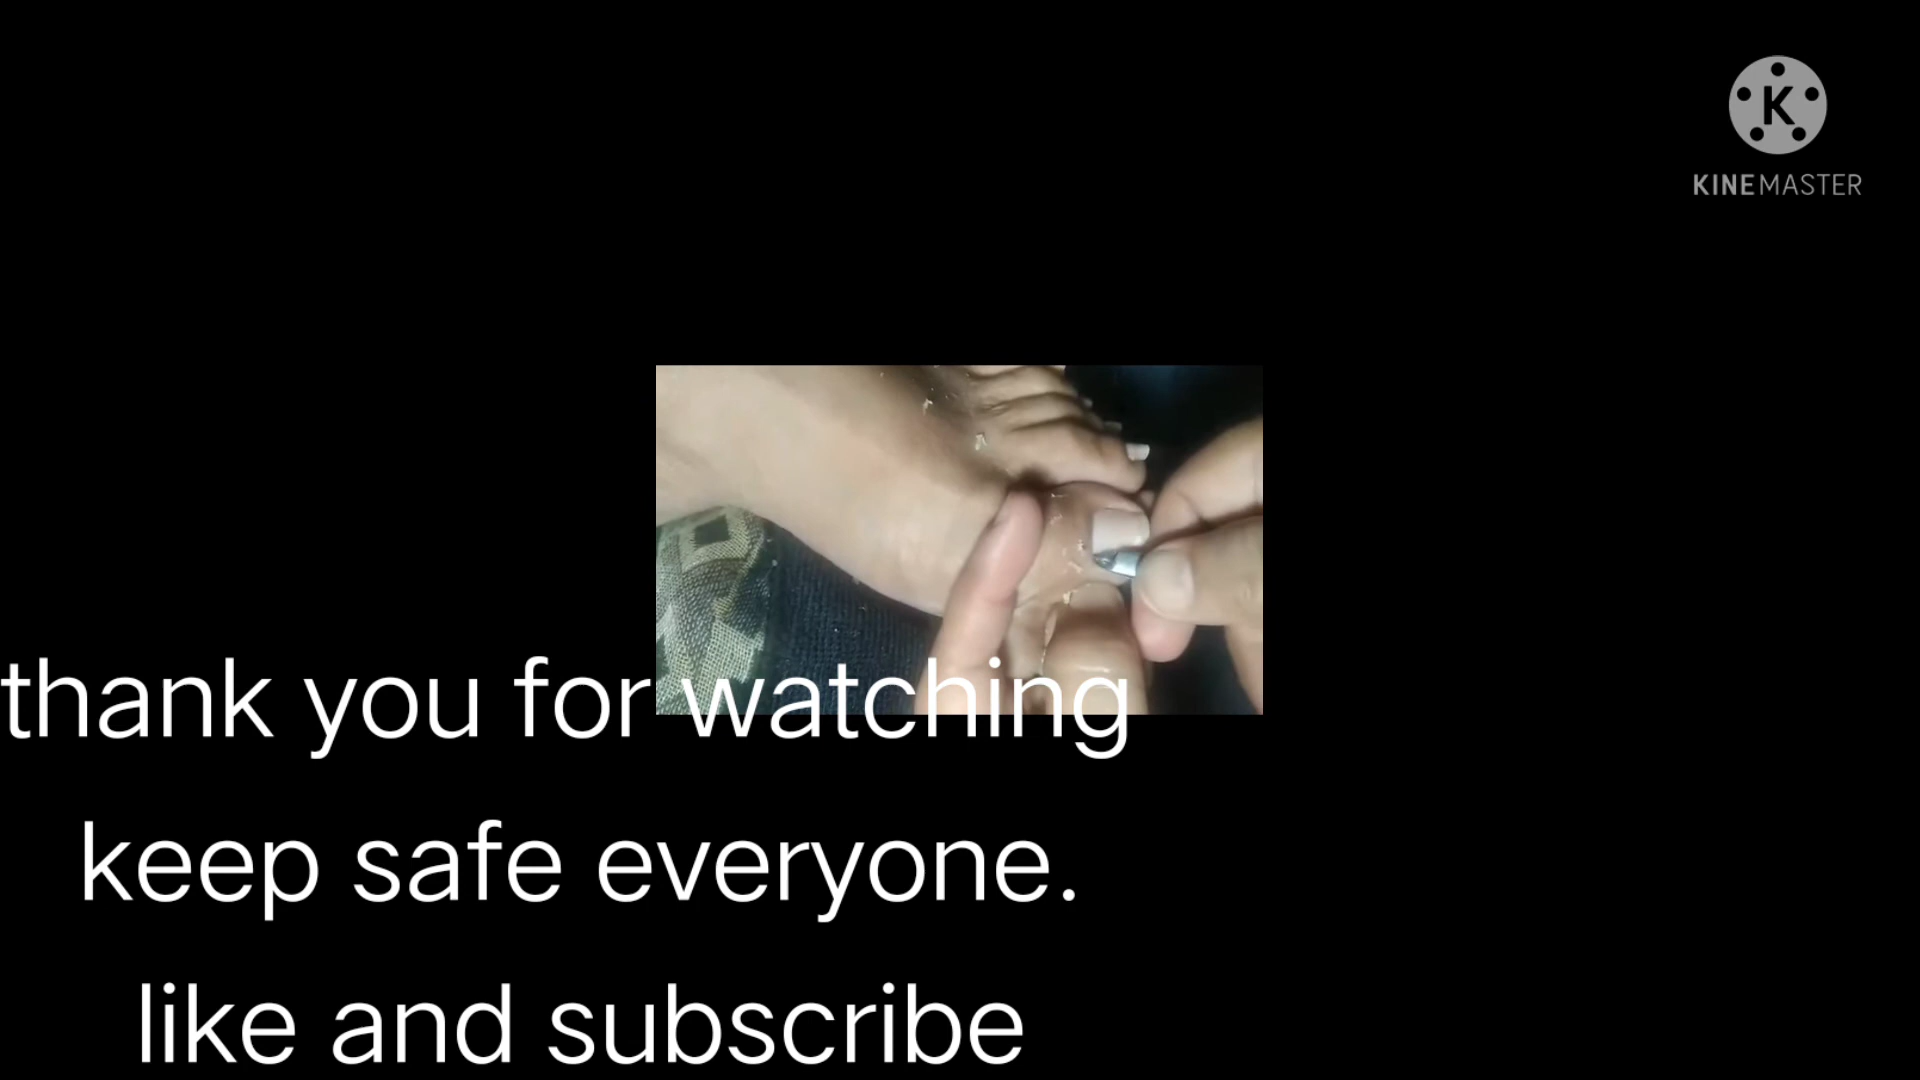 K
KINEMASTER
thank you for watching
keep safe everyone.
like and subscribe